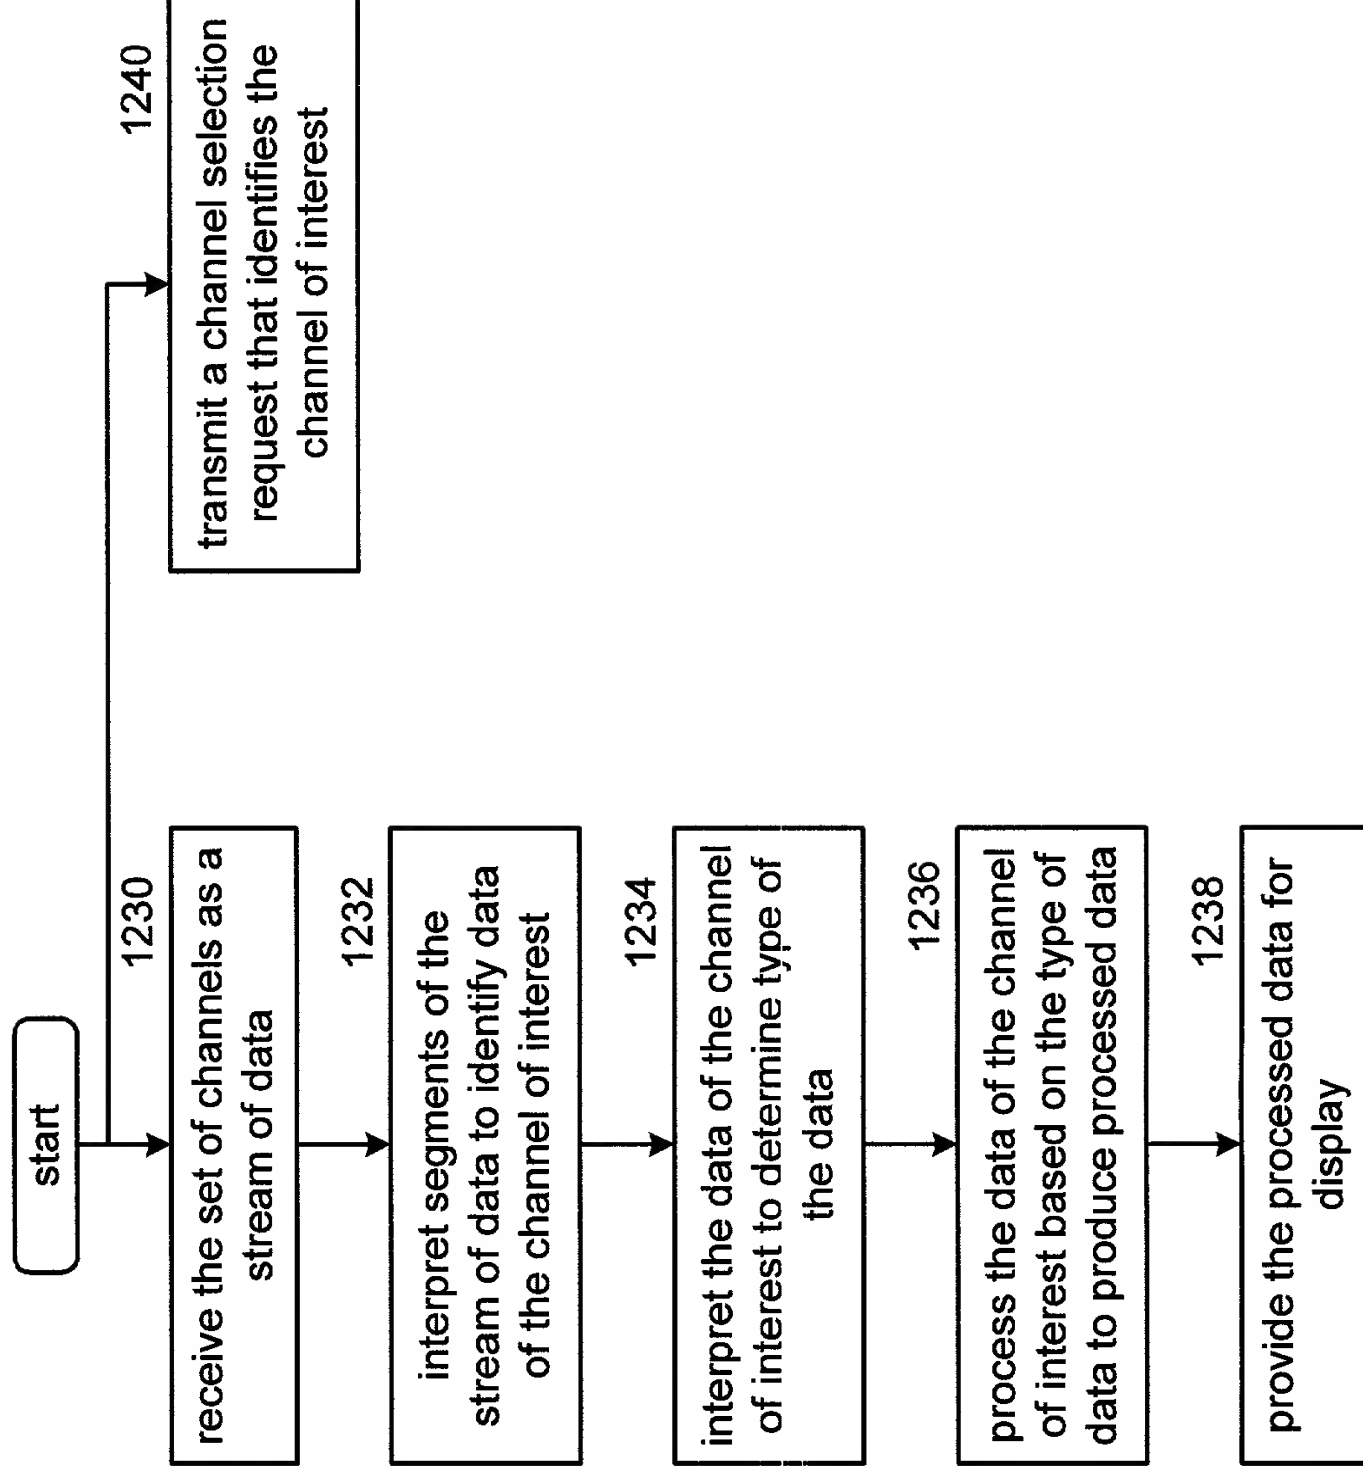 start
1230
receive the set of channels as a
stream of data
1232
interpret segments of the
stream of data to identify data
of the channel of interest
1234
interpret the data of the channel
of interest to determine type of
the data
1236
process the data of the channel
of interest based on the type of
data to produce processed data
1238
provide the processed data for
display
1240
transmit a channel selection
request that identifies the
channel of interest